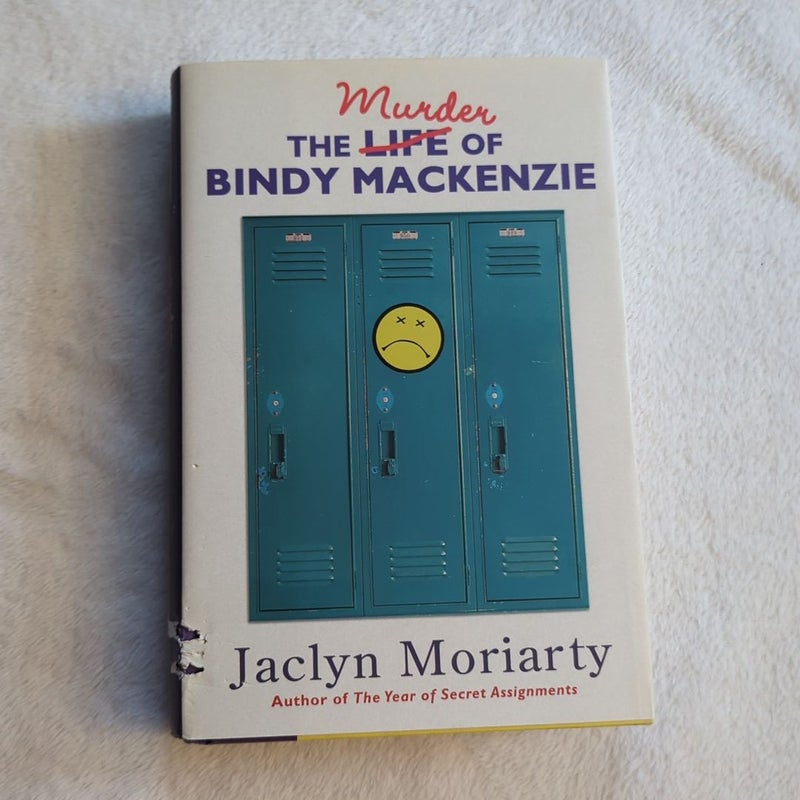 Murder
THE LIFE OF
BINDY MACKENZIE
Jaclyn Moriarty
Author of The Year of Secret Assignments